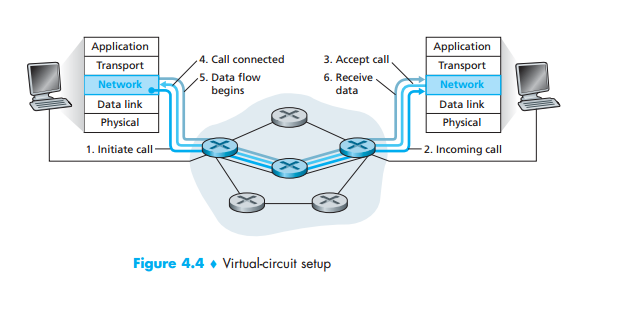 Application
Transport
Network
Data link
Physical
4. Call connected
5. Data flow
begins
1. Initiate call
3. Accept call
6. Receive
data
Application
Transport
Network
Data link
Physical
2. Incoming call
Figure 4.4 ♦ Virtual-circuit setup